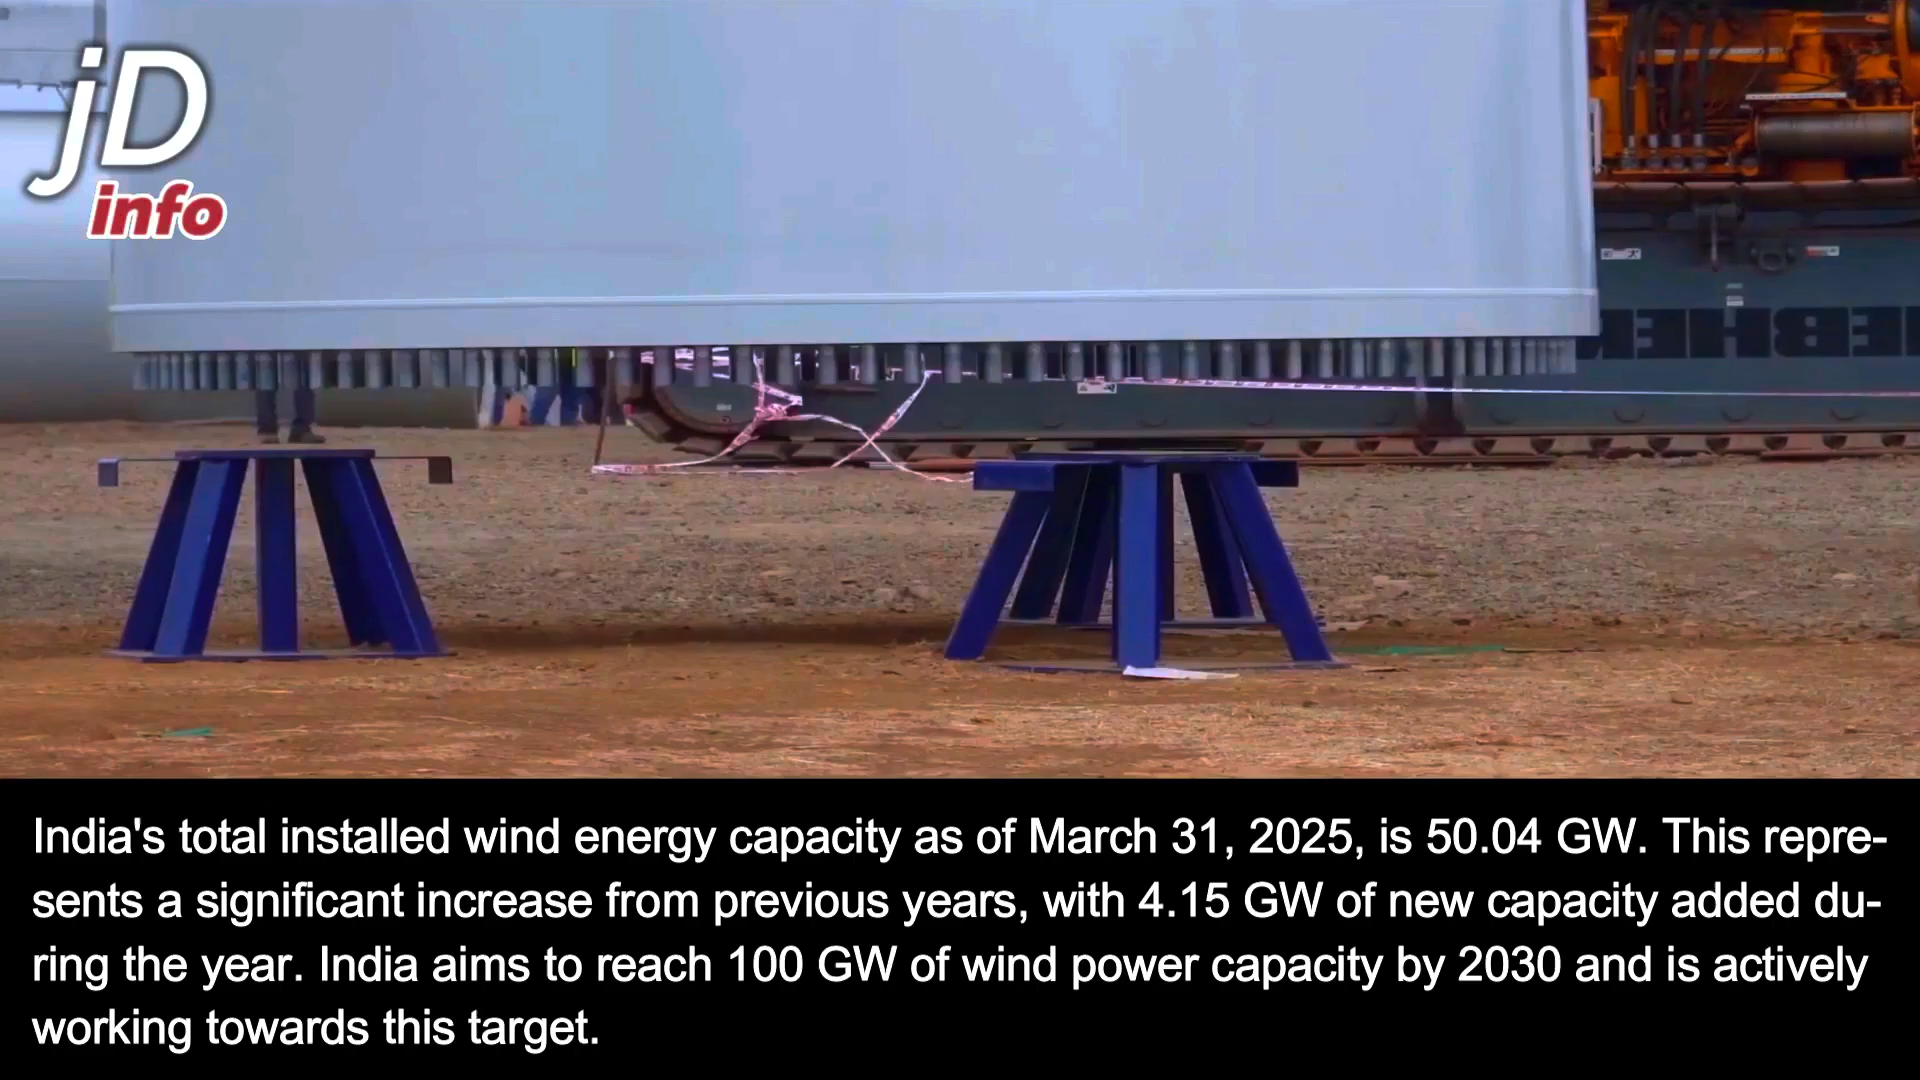 jD
info
India's total installed wind energy capacity as of March 31, 2025, is 50.04 GW. This repre-
sents a significant increase from previous years, with 4.15 GW of new capacity added du-
ring the year. India aims to reach 100 GW of wind power capacity by 2030 and is actively
working towards this target.